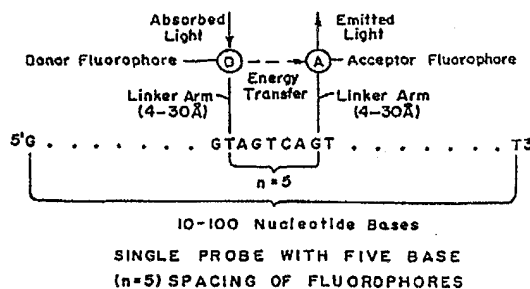 Absorbed Light
Emitted Light
Donor Fluorophore
D
A
Acceptor Fluorophore
Energy Transfer
Linker Arm (4-30Å)
Linker Arm (4-30Å)
5'G . . . . . . . . GTAGTCAGT . . . . . . . T3'
n=5
10-100 Nucleotide Bases
SINGLE PROBE WITH FIVE BASE
(n=5) SPACING OF FLUOROPHORES